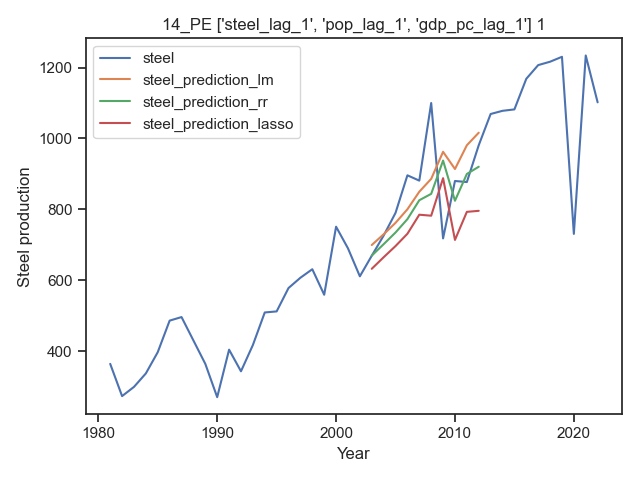 14_PE ['steel_lag_1', 'pop_lag_1', 'gdp_pc_lag_1'] 1
steel
steel_prediction_lm
steel_prediction_rr
steel_prediction_lasso
Steel production
1200
1000
800
600
400
1980
1990
2000
2010
2020
Year